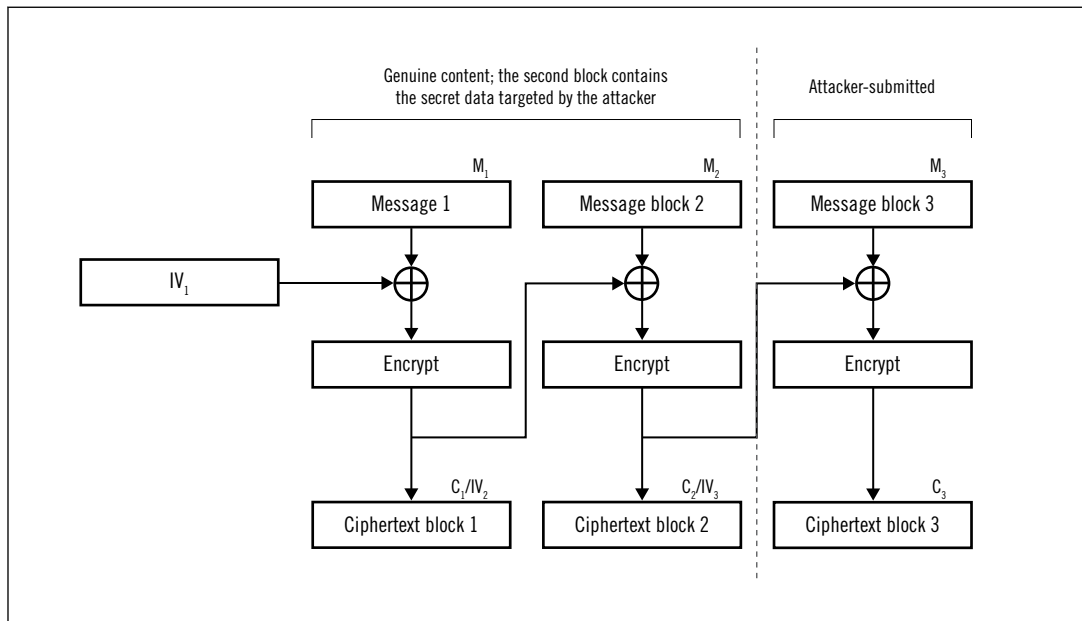 Genuine content; the second block contains
the secret data targeted by the attacker
Attacker-submitted
M₁
M₂
M₃
Message 1
Message block 2
Message block 3
IV₁
Encrypt
Encrypt
Encrypt
C₁/IV₂
C₂/IV₃
C₃
Ciphertext block 1
Ciphertext block 2
Ciphertext block 3